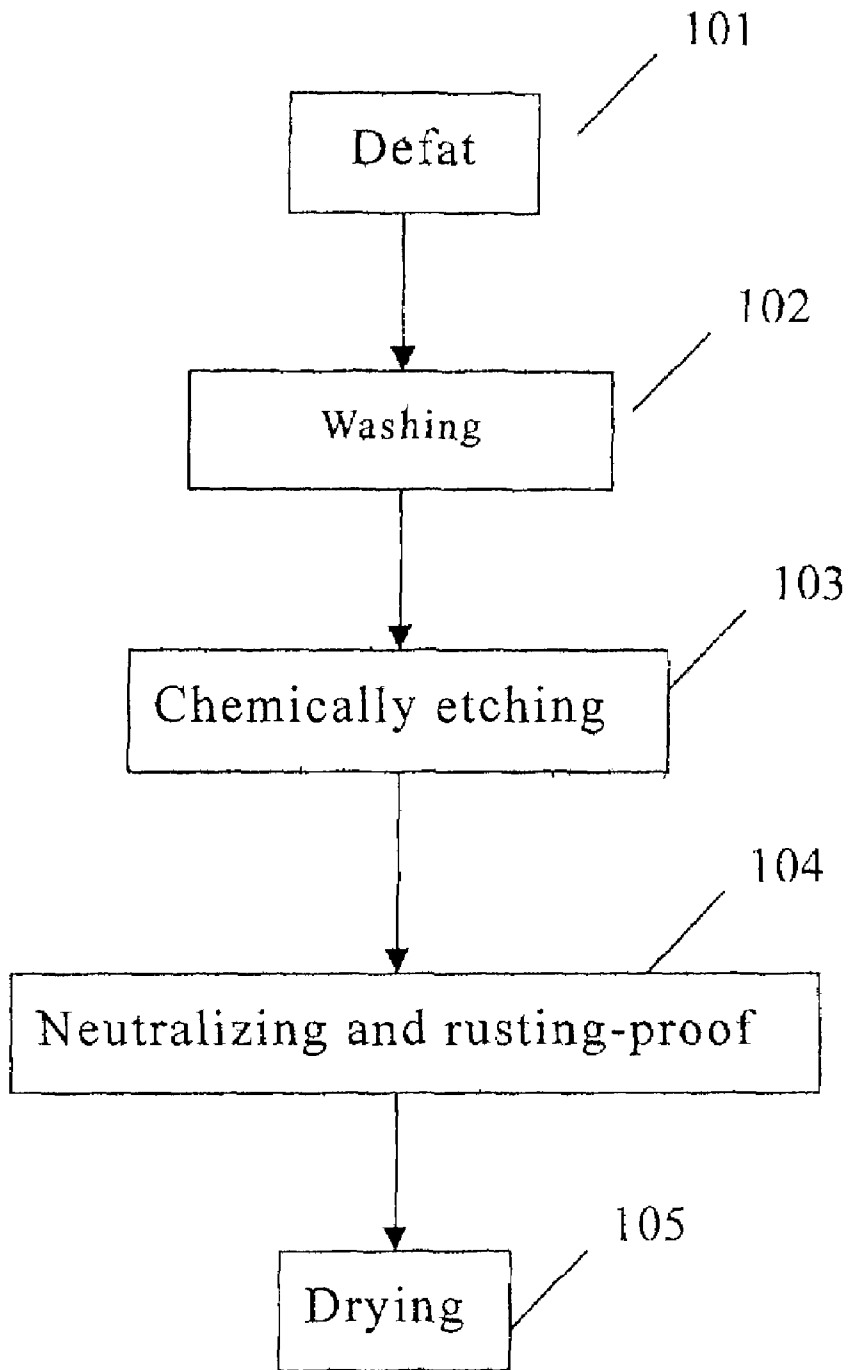 101
Defat
102
Washing
103
Chemically etching
104
Neutralizing and rusting-proof
105
Drying